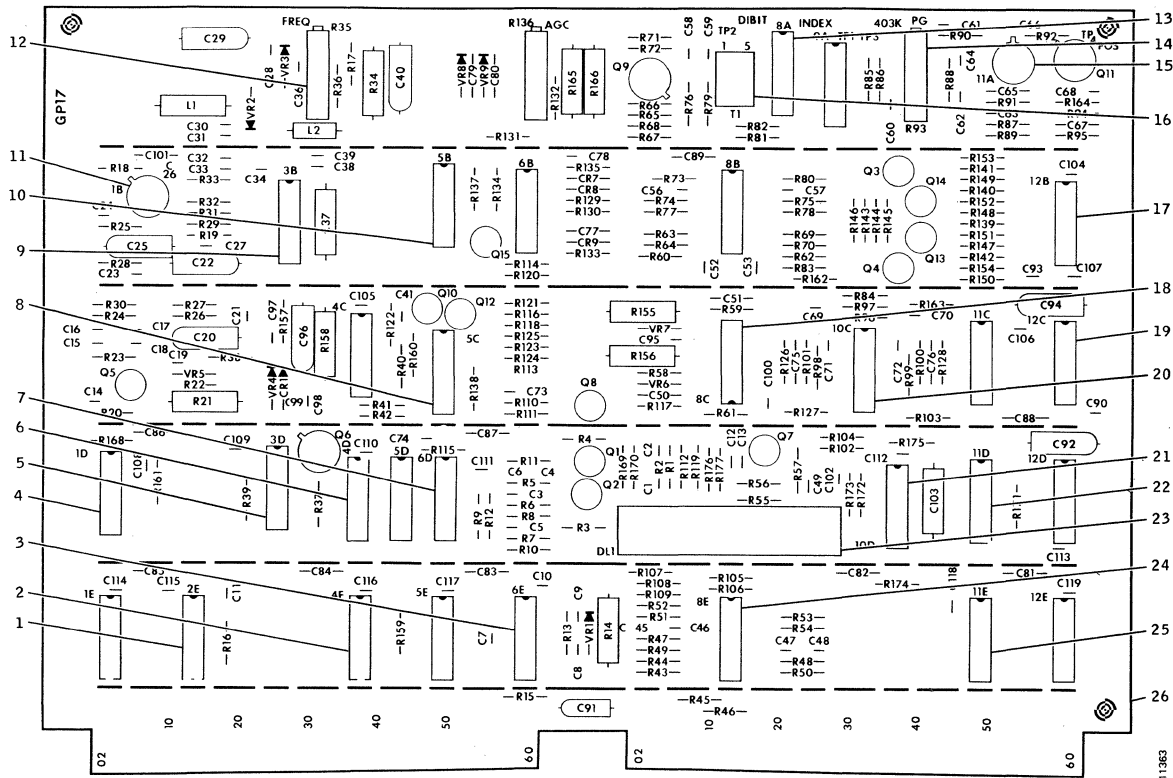 FREQ R35 R136 AGC C58 C59 DIBIT INDEX 403K PG C61 TP 13
12 C29 R71 R72 TP2 8A R90 R92 POS 14
C28 VR3 R17 Q9 1 5 C64 15
GP17 C36 R36 R34 C40 VR8 C79 VR9 C80 R165 R166 R85 R86 R88 11A Q11
L1 VR2 R132 R66 R76 R79 C65 C68
R65 T1 R91 R164
C30 L2 R68 R82 C60 R93 C62 R87 C67 16
C31 R131 R67 R81 R89 R95
11 C101 C32 C39 5B C78 C89 R153
R18 C 26 C33 C38 6B R135 8B Q3 R141 C104
1B R33 C34 3B R137 R134 CR7 R73 R80 R149 12B
10 CR8 C56 C57 Q14 R140
R32 R129 R74 R75 R152
R31 R130 R77 R78 R146 R143 R144 R145 R148 17
R25 R29 R139
R19 C77 R63 R69 Q13 R151
9 C25 C27 Q15 CR9 R64 R70 R147
R133 R60 R62 R142
R28 C22 R114 C52 C53 R83 Q4 R154 C93 C107
C23 R120 R162 R150
8 R30 R27 C21 C97 R157 4C C105 C41 Q10 Q12 R121 R155 C51 R84 R163 C94 18
R24 R26 R122 R116 R59 C69 R97 C70 11C 12C
C16 C17 C20 C96 R158 5C R118 VR7 10C C106 19
C15 R125 C95
C18 R123 R156
R23 C19 R40 R160 R124 R126 C75 R101 R98 C71 C72 R99 R100 C76 R128
Q5 VR5 VR4 CR1 R113 R58 C100 20
7 R22 R138 Q8 VR6
C14 R21 C99 C98 R41 C73 C50
R42 R110 R117 8C C90
R20 R111 R61 R127 R103 C88
6 C86 C109 3D Q6 C110 C74 C87 R4 C12 C13 Q7 R104 R175 C92
R168 4D 5D 6D R115 R102
1D Q1 C2 C112 11D 12D
5 C108 R161 C111 R11 R169 R170 R2 R1 R112 R119 R176 R177 R57 21
C6 C4
R5 Q2 C1 R56 C49 C102 R173 R172 C103
4 R39 R37 C3 R55 22
R9 R12 R6
R8
C5 R3
3 R7 DL1 10D 23
R10 C113
C114 C115 C84 C116 C117 C83 C10 R107 R105 C82 R174 C81 C119
2 1E 2E 5E 6E R108 R106 11E 12E 24
C9 R109 8E
R52
1 R16 R159 C7 R13 VR1 R14 R51 R53
C 45 C46 R54 25
R47 C47 C48
R49
C8 R44 R48
R43 R50
R15 R45 26
C91 R46
10 20 30 40 50 10 20 30 40 50
02 60 02 60
11363